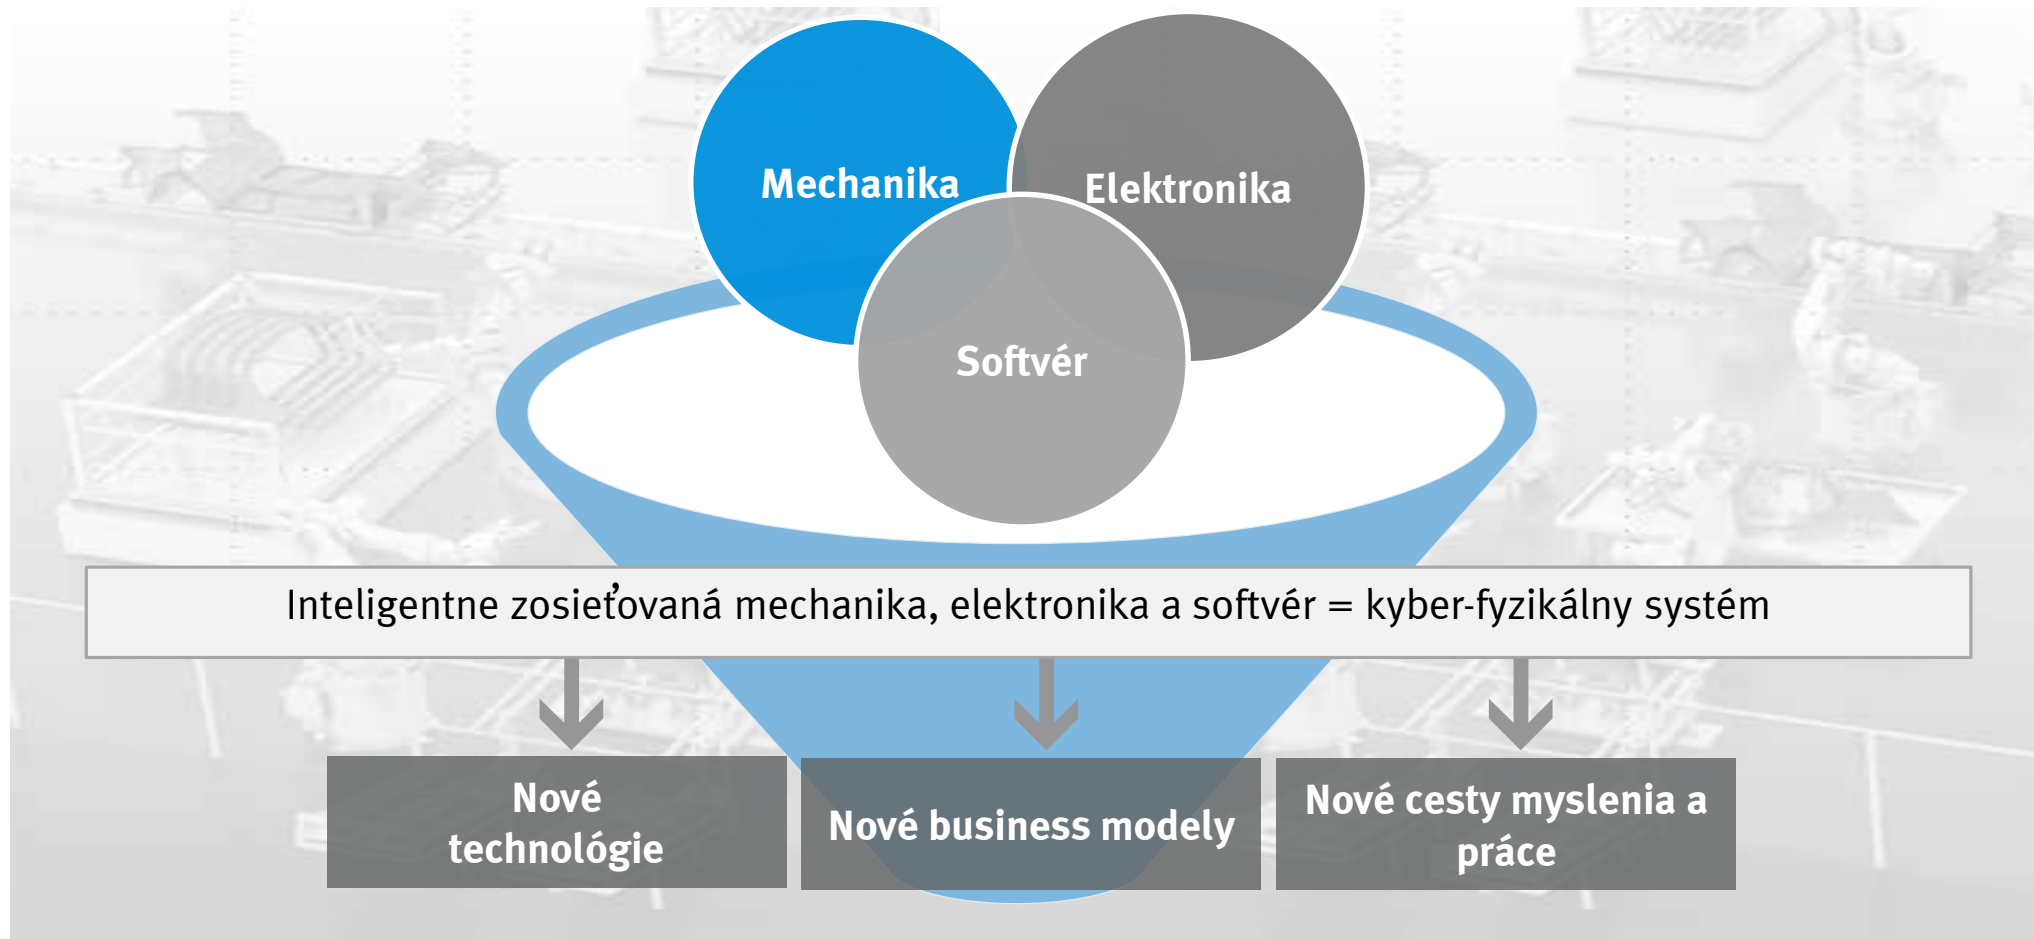 Mechanika
Elektronika
Softvér
Inteligentne zosieťovaná mechanika, elektronika a softvér = kyber-fyzikálny systém
Nové
technológie
Nové business modely
Nové cesty myslenia a
práce